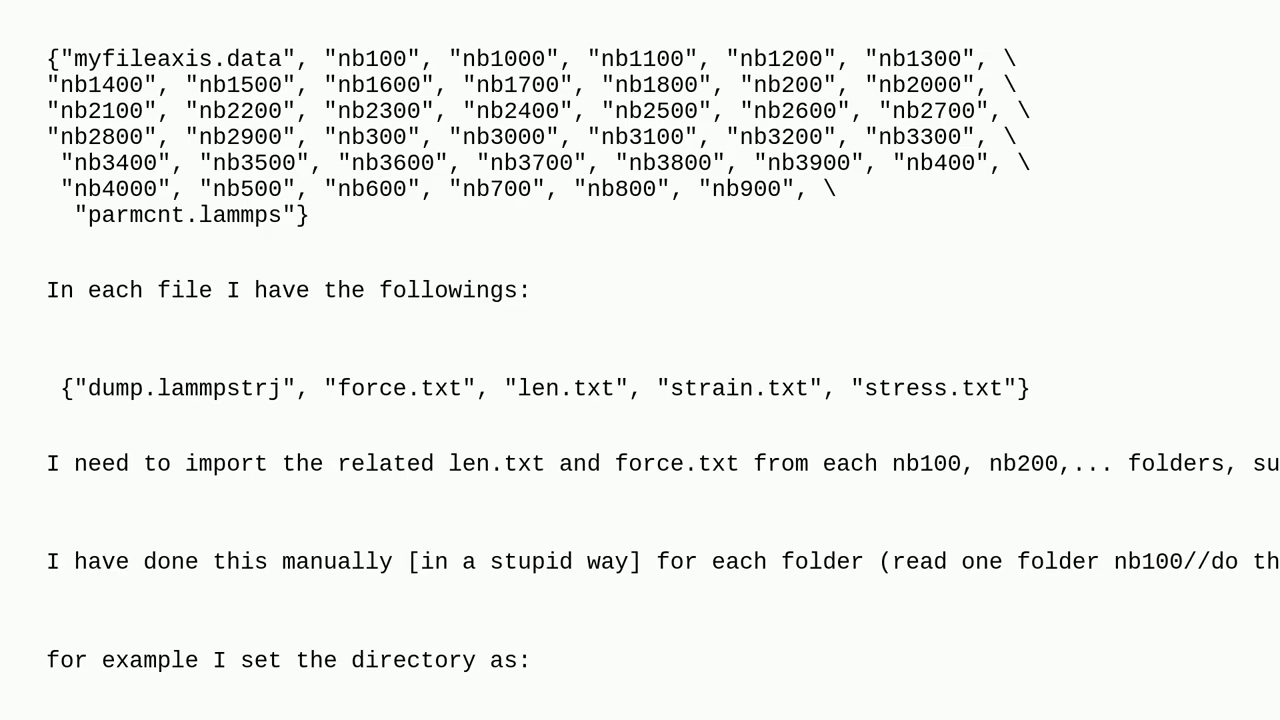 {"myfileaxis.data", "nb100", "nb1000", "nb1100", "nb1200", "nb1300", \
"nb1400", "nb1500", "nb1600", "nb1700", "nb1800", "nb200", "nb2000", \
"nb2100", "nb2200", "nb2300", "nb2400", "nb2500", "nb2600", "nb2700", \
"nb2800", "nb2900", "nb300", "nb3000", "nb3100", "nb3200", "nb3300", \
"nb3400", "nb3500", "nb3600", "nb3700", "nb3800", "nb3900", "nb400", \
"nb4000", "nb500", "nb600", "nb700", "nb800", "nb900", \
"parmcnt.lammps"}
In each file I have the followings:
{"dump.lammpstrj", "force.txt", "len.txt", "strain.txt", "stress.txt"}
I need to import the related len.txt and force.txt from each nb100, nb200,... folders, su
I have done this manually [in a stupid way] for each folder (read one folder nb100//do th
for example I set the directory as: